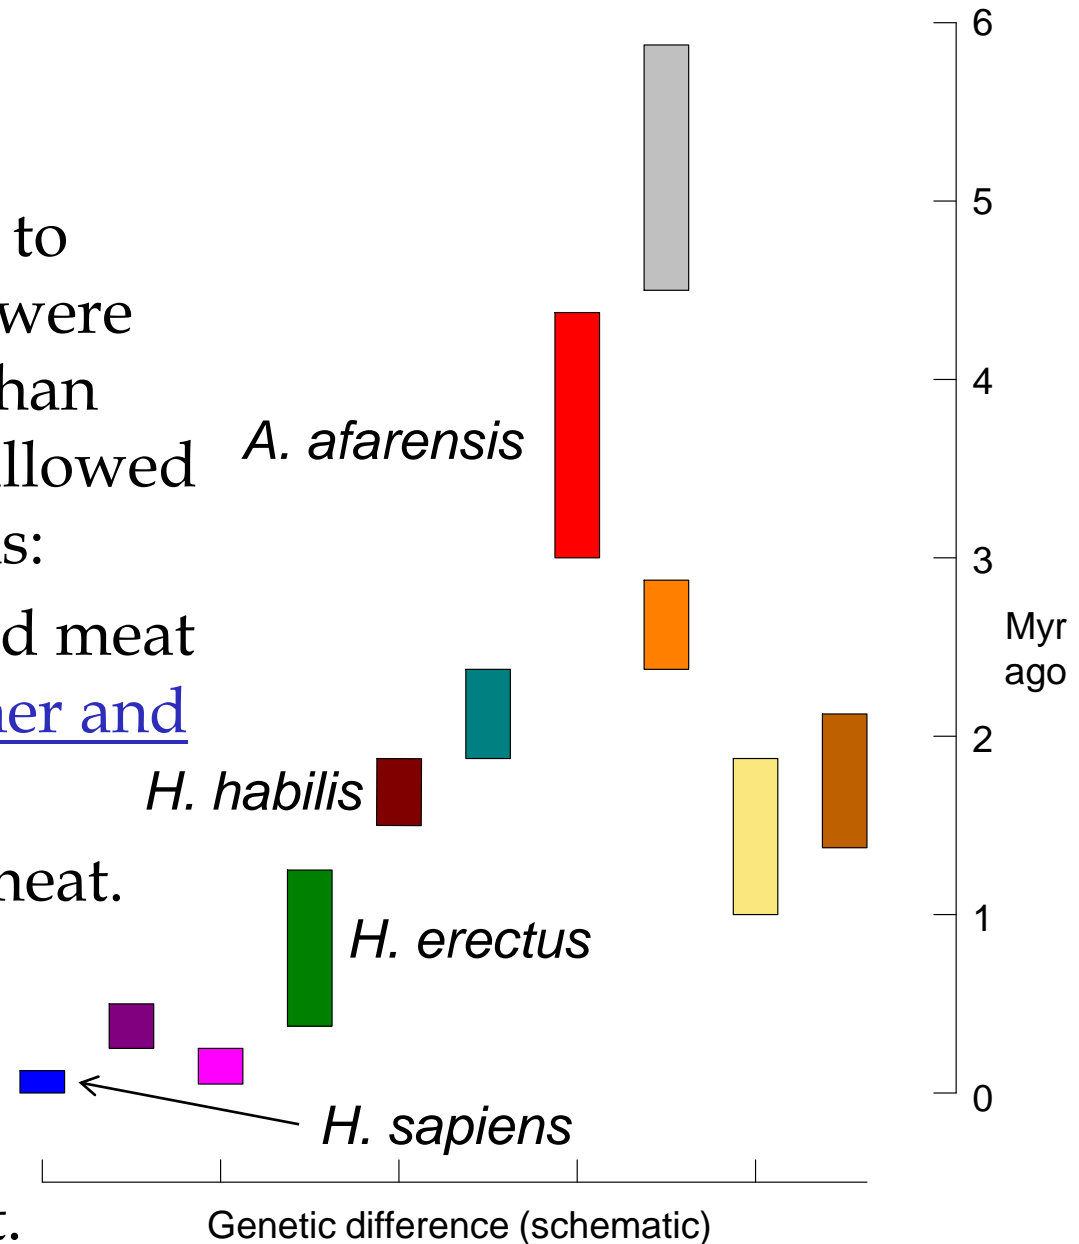 to
were
han
llowed
s:
d meat
er and
neat.
t.
A. afarensis
H. habilis
H. erectus
H. sapiens
6
5
4
3
2
1
0
Myr
ago
Genetic difference (schematic)